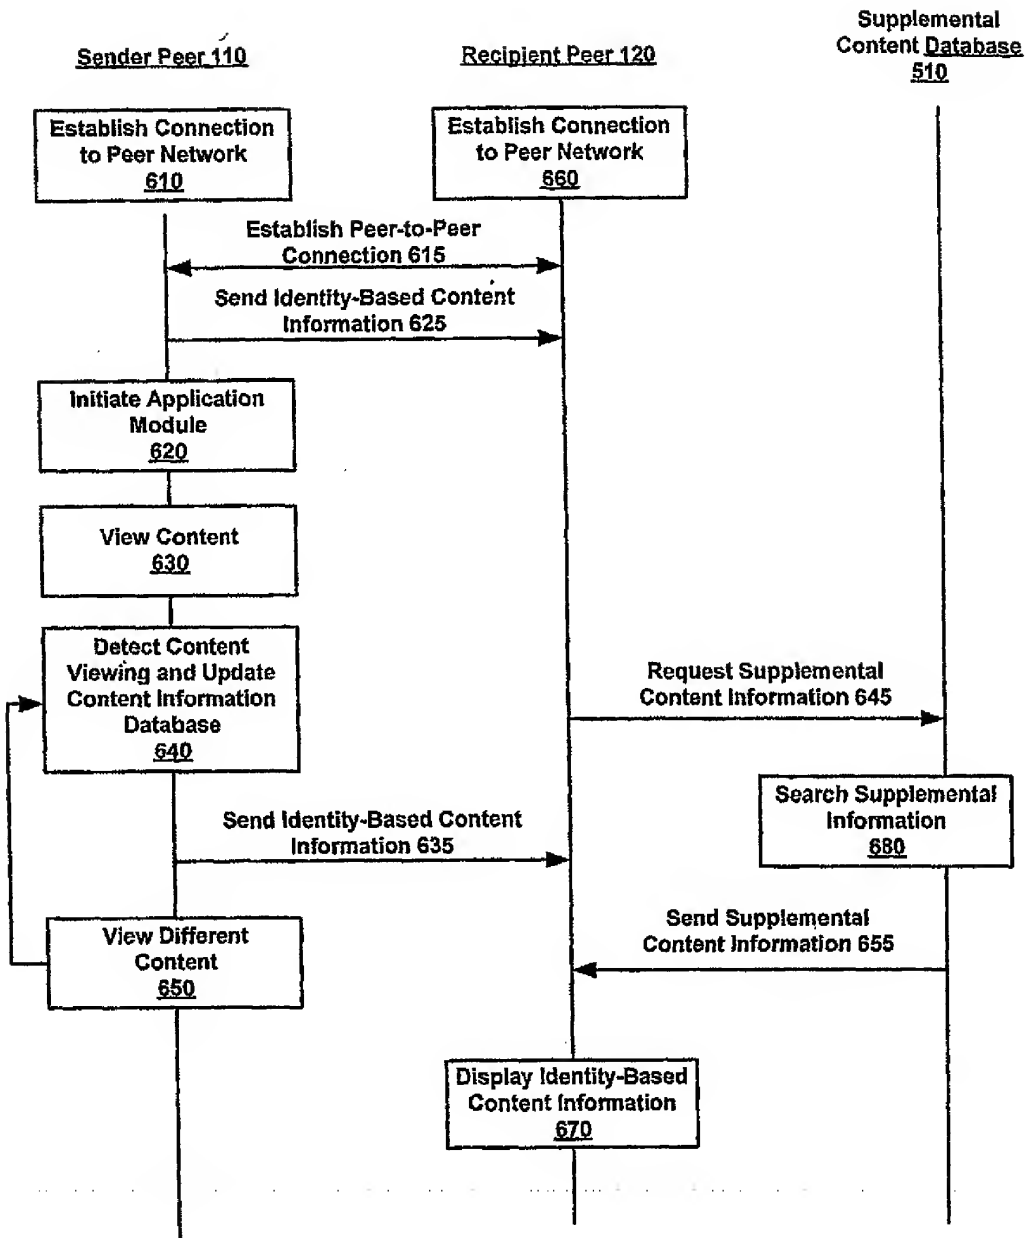 Sender Peer 110
Recipient Peer 120
Supplemental
Content Database
510
Establish Connection
to Peer Network
610
Establish Connection
to Peer Network
660
Establish Peer-to-Peer
Connection 615
Send Identity-Based Content
Information 625
Initiate Application
Module
620
View Content
630
Detect Content
Viewing and Update
Content Information
Database
640
Request Supplemental
Content Information 645
Search Supplemental
Information
680
Send Identity-Based Content
Information 635
View Different
Content
650
Send Supplemental
Content Information 655
Display Identity-Based
Content Information
670